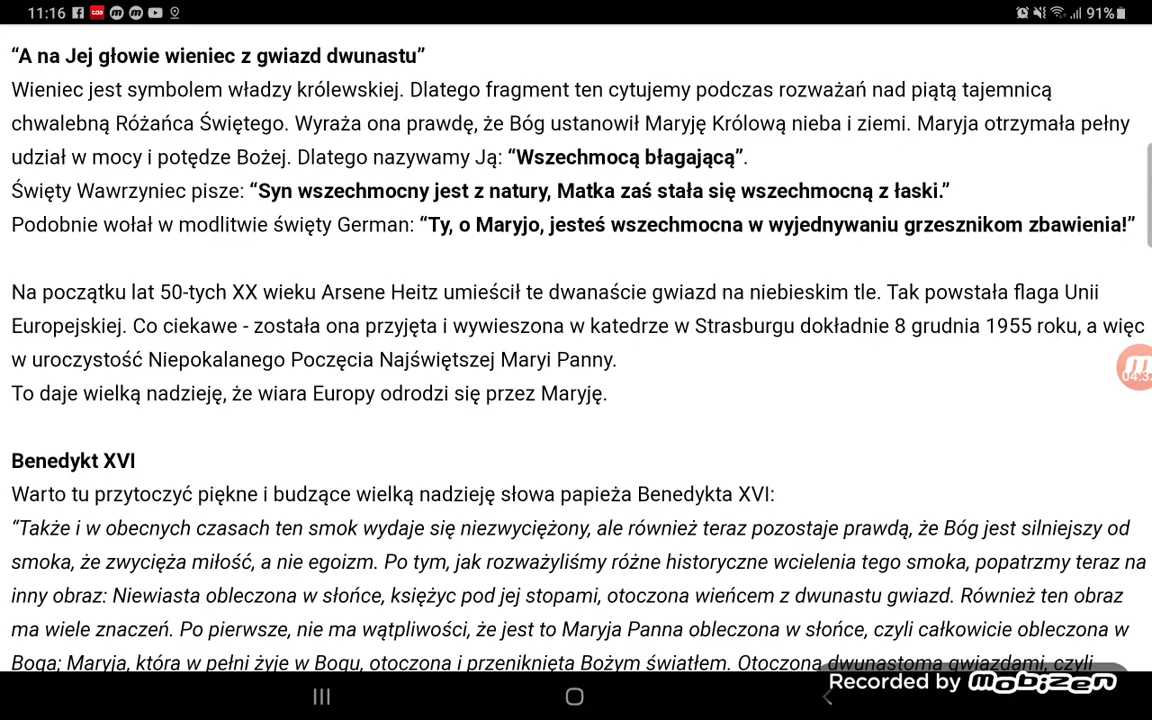 11:16
91%
“A na Jej głowie wieniec z gwiazd dwunastu”
Wieniec jest symbolem władzy królewskiej. Dlatego fragment ten cytujemy podczas rozważań nad piątą tajemnicą
chwalebną Różańca Świętego. Wyraża ona prawdę, że Bóg ustanowił Maryję Królową nieba i ziemi. Maryja otrzymała pełny
udział w mocy i potędze Bożej. Dlatego nazywamy Ją: “Wszechmocą błagającą”.
Święty Wawrzyniec pisze: “Syn wszechmocny jest z natury, Matka zaś stała się wszechmocną z łaski.”
Podobnie wołał w modlitwie święty German: “Ty, o Maryjo, jesteś wszechmocna w wyjednywaniu grzesznikom zbawienia!”
Na początku lat 50-tych XX wieku Arsene Heitz umieścił te dwanaście gwiazd na niebieskim tle. Tak powstała flaga Unii
Europejskiej. Co ciekawe - została ona przyjęta i wywieszona w katedrze w Strasburgu dokładnie 8 grudnia 1955 roku, a więc
w uroczystość Niepokalanego Poczęcia Najświętszej Maryi Panny.
To daje wielką nadzieję, że wiara Europy odrodzi się przez Maryję.
Benedykt XVI
Warto tu przytoczyć piękne i budzące wielką nadzieję słowa papieża Benedykta XVI:
“Także i w obecnych czasach ten smok wydaje się niezwyciężony, ale również teraz pozostaje prawdą, że Bóg jest silniejszy od
smoka, że zwycięża miłość, a nie egoizm. Po tym, jak rozważyliśmy różne historyczne wcielenia tego smoka, popatrzmy teraz na
inny obraz: Niewiasta obleczona w słońce, księżyc pod jej stopami, otoczona wieńcem z dwunastu gwiazd. Również ten obraz
ma wiele znaczeń. Po pierwsze, nie ma wątpliwości, że jest to Maryja Panna obleczona w słońce, czyli całkowicie obleczona w
Boga; Maryja, która w pełni żyje w Bogu, otoczona i przeniknięta Bożym światłem. Otoczona dwunastoma gwiazdami, czyli
Recorded by mobizen